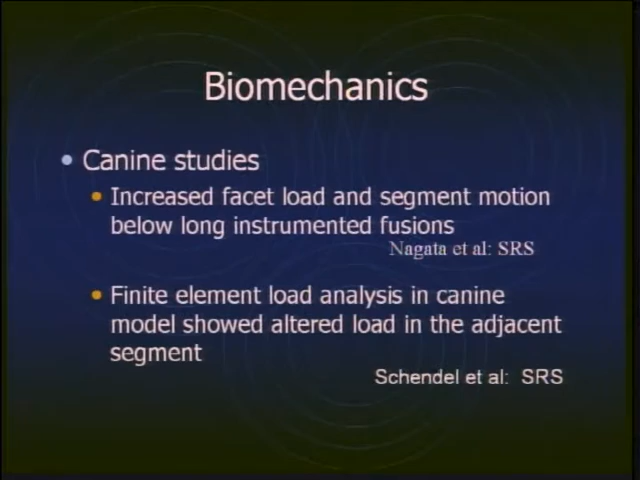 Biomechanics
• Canine studies
• Increased facet load and segment motion
below long instrumented fusions
Nagata et al: SRS
• Finite element load analysis in canine
model showed altered load in the adjacent
segment
Schendel et al: SRS